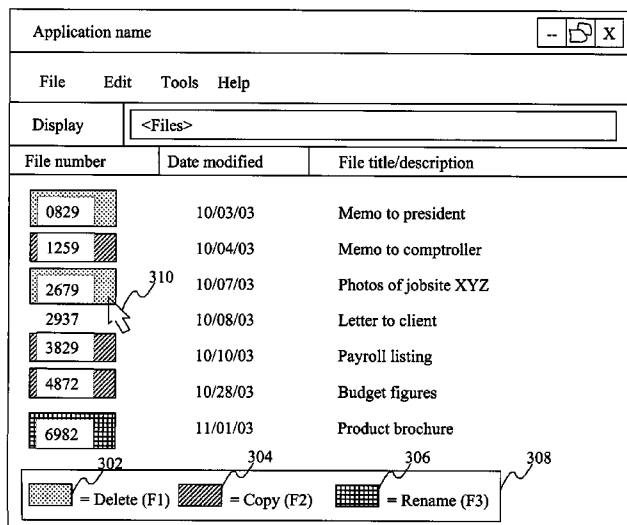 Application name
-- X
File Edit Tools Help
Display <Files>
File number Date modified File title/description
0829 10/03/03 Memo to president
1259 10/04/03 Memo to comptroller
2679 10/07/03 Photos of jobsite XYZ
310
2937 10/08/03 Letter to client
3829 10/10/03 Payroll listing
4872 10/28/03 Budget figures
6982 11/01/03 Product brochure
302 304 306 308
= Delete (F1) = Copy (F2) = Rename (F3)